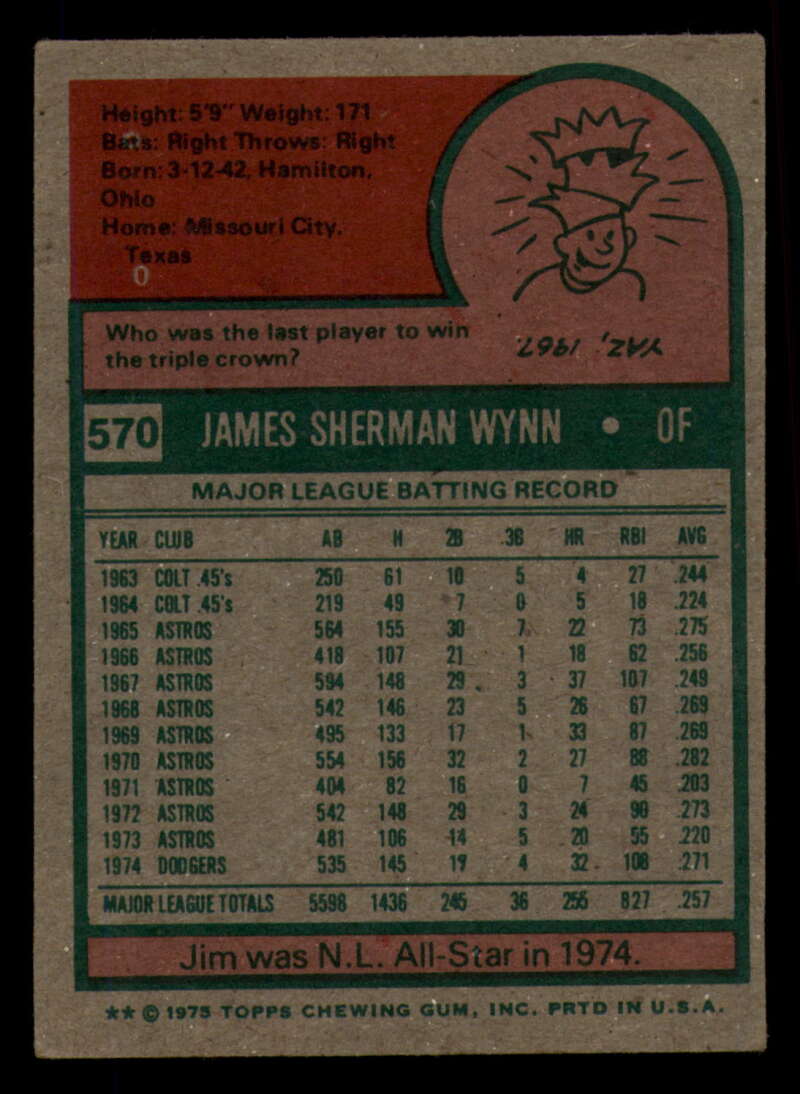 Height: 5'9" Weight: 171
Bats: Right Throws: Right
Born: 3-12-42, Hamilton,
Ohio
Home: Missouri City,
Texas
0
Who was the last player to win
the triple crown?
YAZ, 1967.
570 JAMES SHERMAN WYNN • OF
MAJOR LEAGUE BATTING RECORD
YEAR CLUB AB H 2B 3B HR RBI AVG
1963 COLT .45's 250 61 10 5 4 27 .244
1964 COLT .45's 219 49 7 0 5 18 .224
1965 ASTROS 564 155 30 7 22 73 .275
1966 ASTROS 418 107 21 1 18 62 .256
1967 ASTROS 594 148 29 3 37 107 .249
1968 ASTROS 542 146 23 5 26 67 .269
1969 ASTROS 495 133 17 1 33 87 .269
1970 ASTROS 554 156 32 2 27 88 .282
1971 ASTROS 404 82 16 0 7 45 .203
1972 ASTROS 542 148 29 3 24 90 .273
1973 ASTROS 481 106 14 5 20 55 .220
1974 DODGERS 535 145 17 4 32 108 .271
MAJOR LEAGUE TOTALS 5598 1436 245 36 255 827 .257
Jim was N.L. All-Star in 1974.
** © 1975 TOPPS CHEWING GUM, INC. PRTD IN U.S.A.